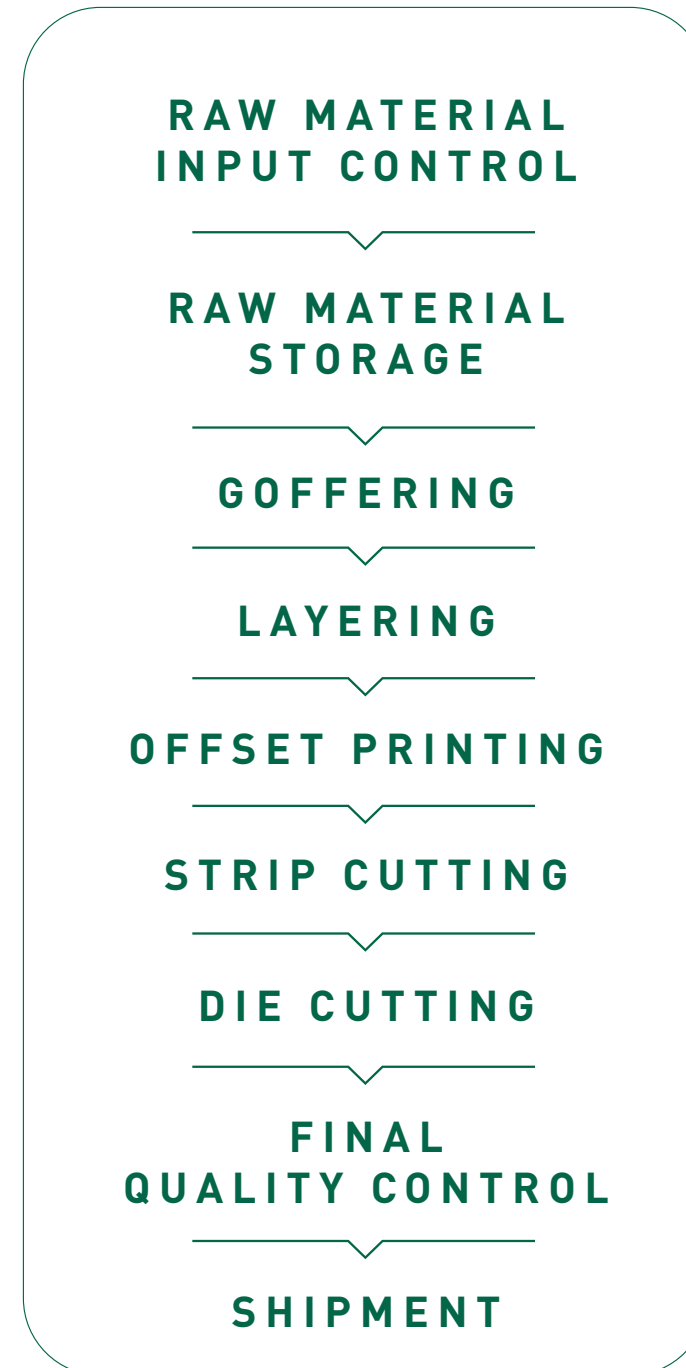 RAW MATERIAL
INPUT CONTROL
RAW MATERIAL
STORAGE
GOFFERING
LAYERING
OFFSET PRINTING
STRIP CUTTING
DIE CUTTING
FINAL
QUALITY CONTROL
SHIPMENT